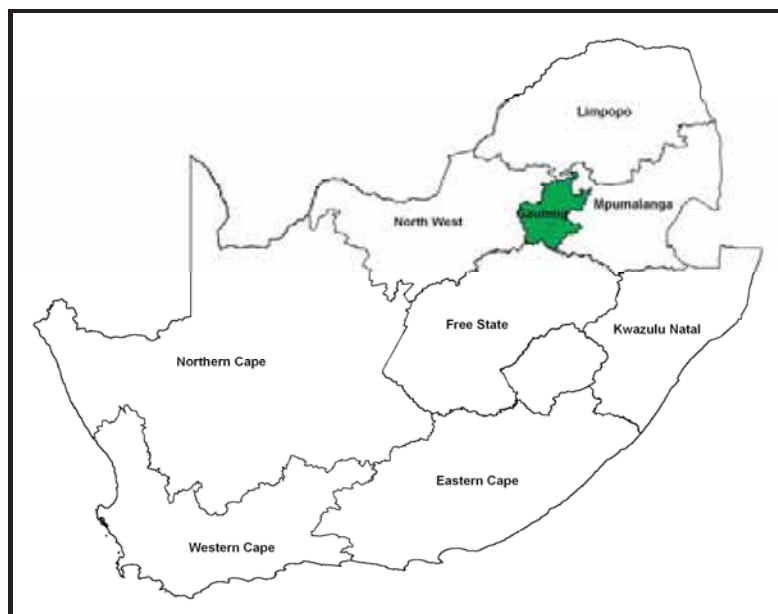 Limpopo
Mpumalanga
Gauteng
North West
Free State
Kwazulu Natal
Northern Cape
Eastern Cape
Western Cape